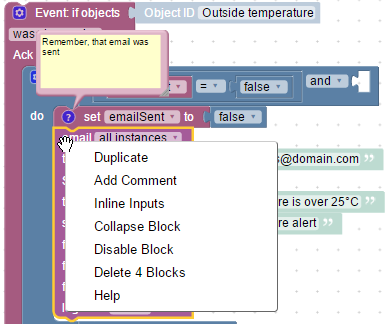 Event: if objects Object ID Outside temperature
was
Ack
Remember, that email was
sent
= false and
do ? set emailSent to false
all instances
s@domain.com
Duplicate
Add Comment
Inline Inputs
re is over 25°C
Collapse Block
re alert
Disable Block
Delete 4 Blocks
Help